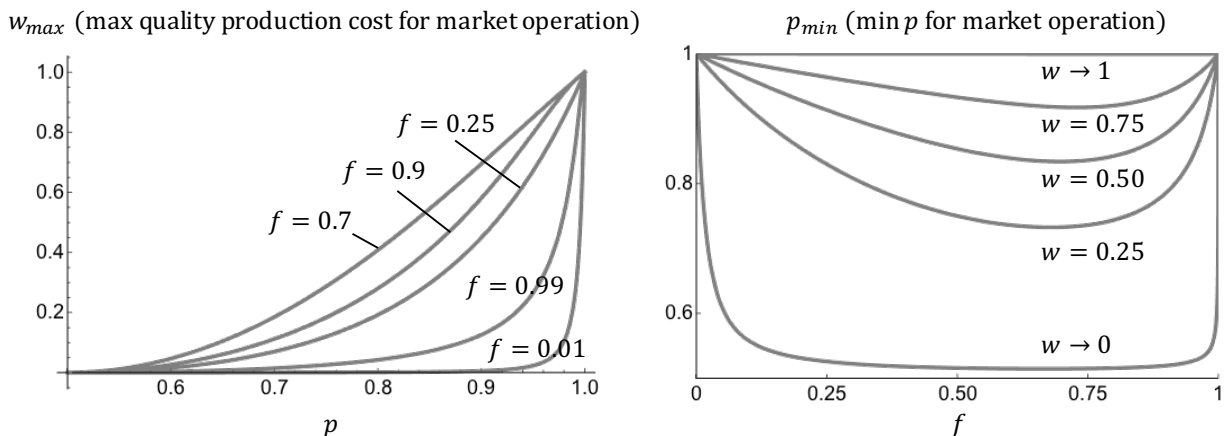 w_max (max quality production cost for market operation)
1.0
0.8
0.6
0.4
0.2
f = 0.25
f = 0.9
f = 0.7
f = 0.99
f = 0.01
0.6 0.7 0.8 0.9 1.0
p
p_min (min p for market operation)
1
0.8
0.6
w → 1
w = 0.75
w = 0.50
w = 0.25
w → 0
0 0.25 0.50 0.75 1
f